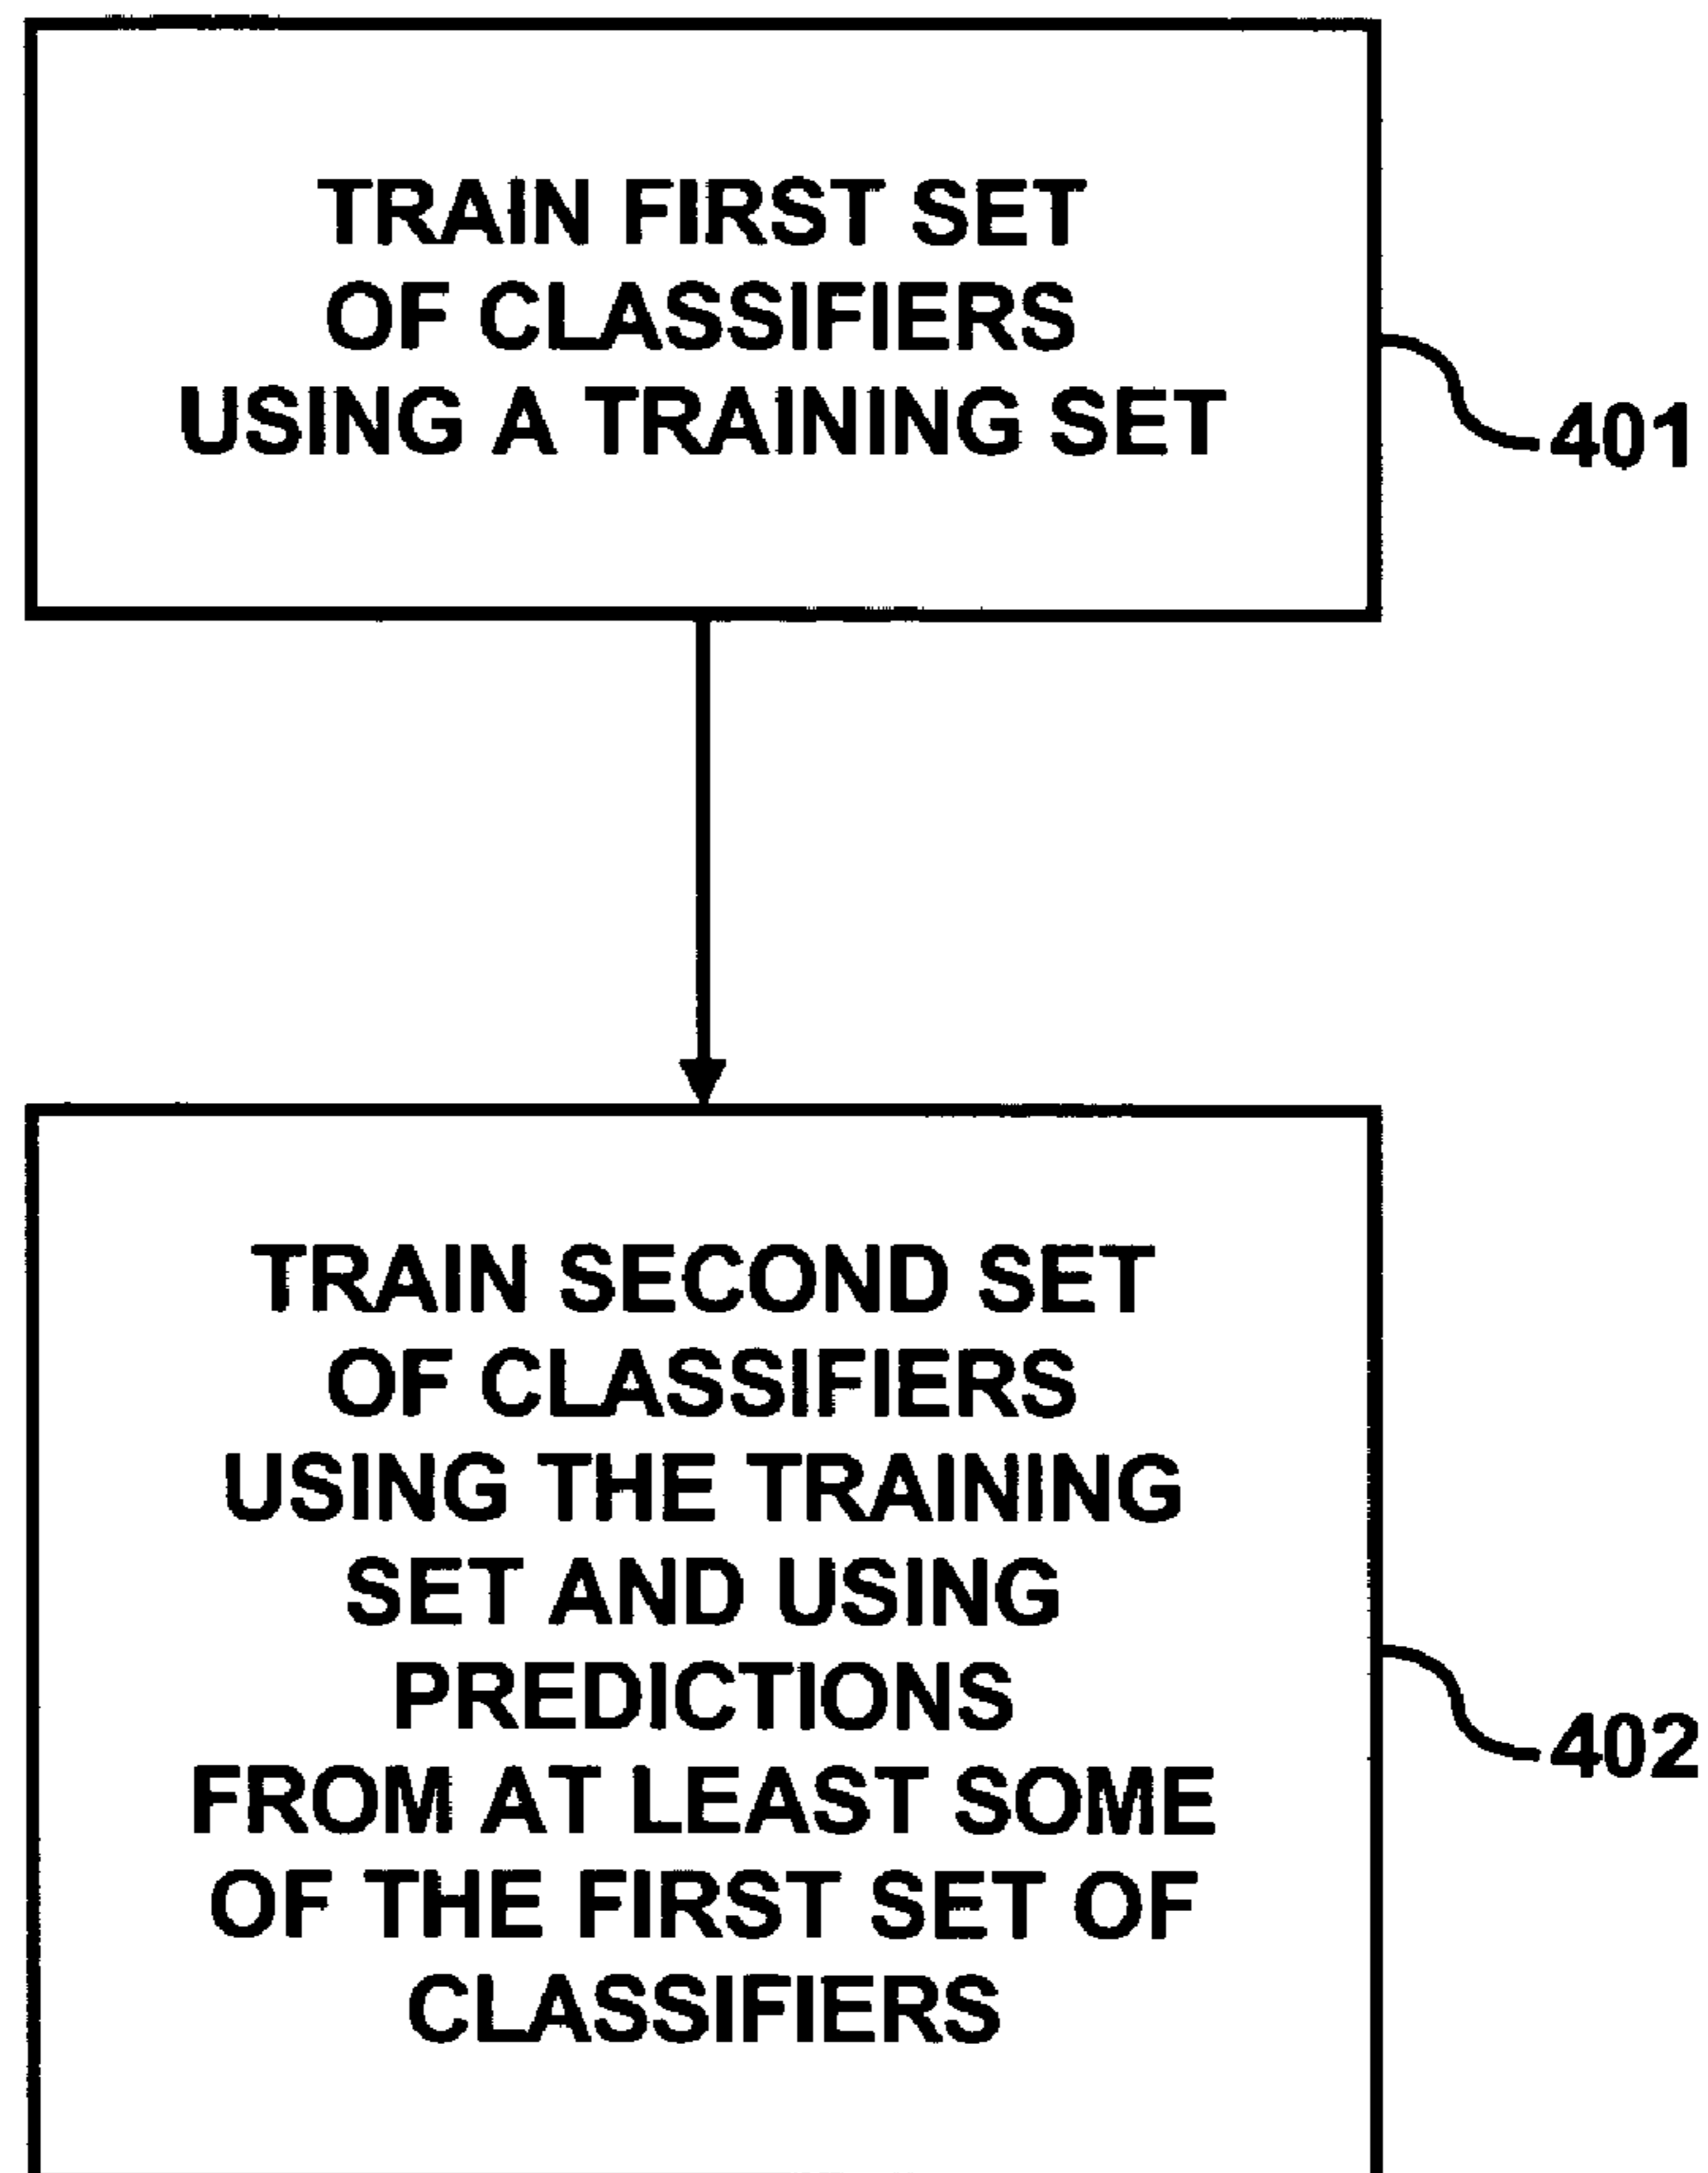 TRAIN FIRST SET
OF CLASSIFIERS
USING A TRAINING SET
401
TRAIN SECOND SET
OF CLASSIFIERS
USING THE TRAINING
SET AND USING
PREDICTIONS
FROM AT LEAST SOME
OF THE FIRST SET OF
CLASSIFIERS
402